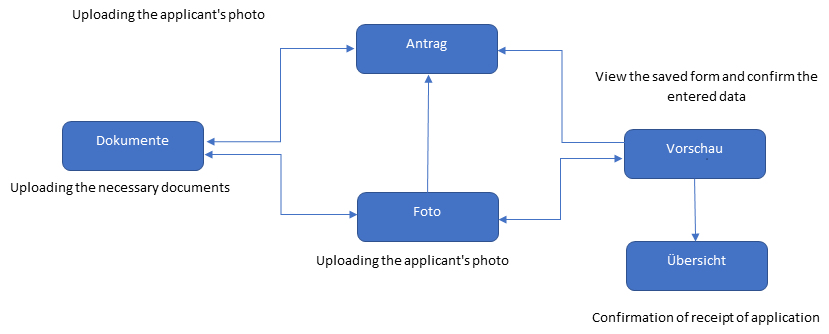 Uploading the applicant's photo
Antrag
View the saved form and confirm the
entered data
Dokumente
Vorschau
Uploading the necessary documents
Foto
Uploading the applicant's photo
Übersicht
Confirmation of receipt of application